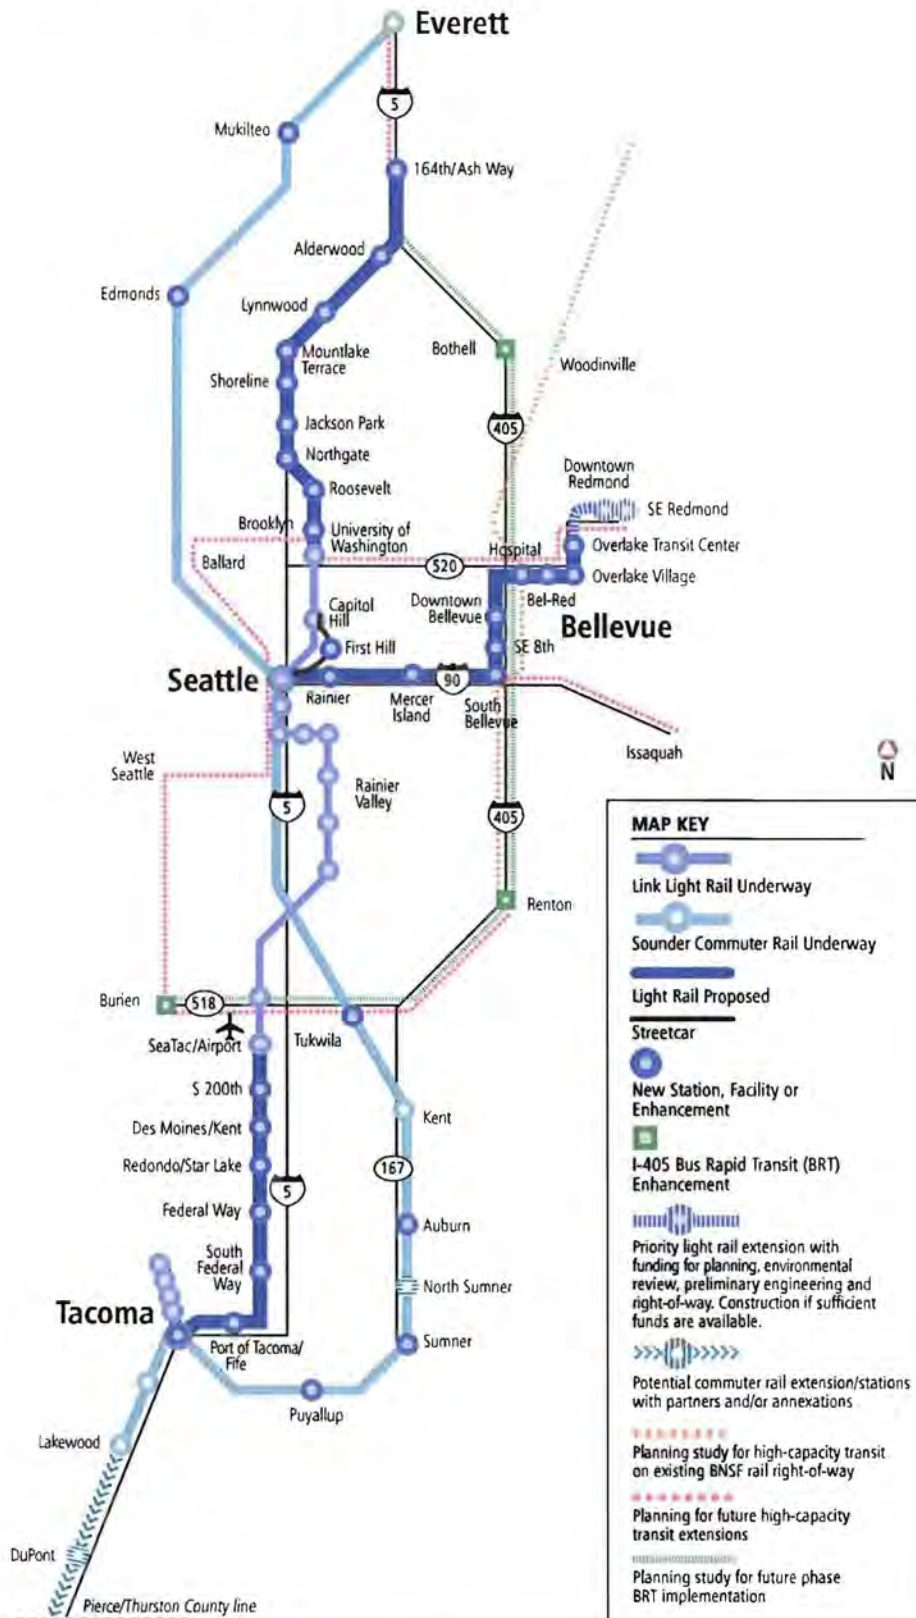 Everett
5
Mukilteo
164th/Ash Way
Alderwood
Edmonds
Lynnwood
Bothell
Mountlake
Terrace
Woodinville
Shoreline
405
Jackson Park
Northgate
Downtown
Redmond
Roosevelt
SE Redmond
Brooklyn
University of
Washington
Hospital
Overlake Transit Center
Ballard
520
Overlake Village
Capitol
Hill
Downtown
Bellevue
Bel-Red
Bellevue
First Hill
SE 8th
Seattle
Rainier
Mercer
Island
90
South
Bellevue
Issaquah
N
West
Seattle
5
Rainier
Valley
405
Renton
Burien
518
SeaTac/Airport
Tukwila
S 200th
Kent
Des Moines/Kent
Redondo/Star Lake
167
5
Federal Way
Auburn
South
Federal
Way
North Sumner
Tacoma
Port of Tacoma/
Fife
Sumner
Puyallup
Lakewood
DuPont
Pierce/Thurston County line
MAP KEY
Link Light Rail Underway
Sounder Commuter Rail Underway
Light Rail Proposed
Streetcar
New Station, Facility or
Enhancement
I-405 Bus Rapid Transit (BRT)
Enhancement
Priority light rail extension with
funding for planning, environmental
review, preliminary engineering and
right-of-way. Construction if sufficient
funds are available.
Potential commuter rail extension/stations
with partners and/or annexations
Planning study for high-capacity transit
on existing BNSF rail right-of-way
Planning for future high-capacity
transit extensions
Planning study for future phase
BRT implementation